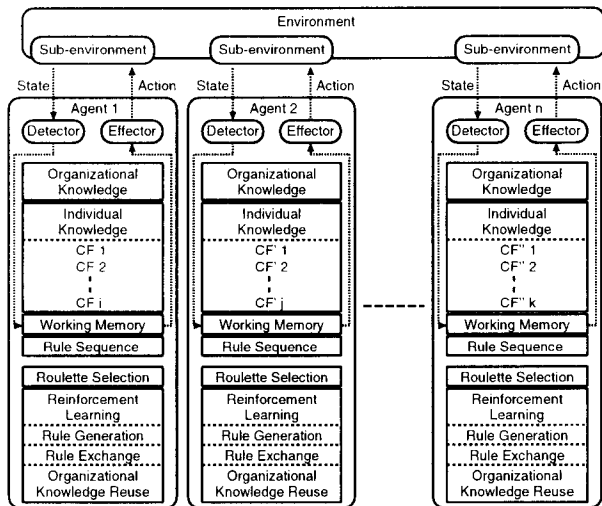 Environment
Sub-environment
Sub-environment
Sub-environment
State
Action
State
Action
State
Action
Agent 1
Detector
Effector
Organizational
Knowledge
Individual
Knowledge
CF 1
CF 2
CF i
Working Memory
Rule Sequence
Roulette Selection
Reinforcement
Learning
Rule Generation
Rule Exchange
Organizational
Knowledge Reuse
Agent 2
Detector
Effector
Organizational
Knowledge
Individual
Knowledge
CF' 1
CF' 2
CF' j
Working Memory
Rule Sequence
Roulette Selection
Reinforcement
Learning
Rule Generation
Rule Exchange
Organizational
Knowledge Reuse
Agent n
Detector
Effector
Organizational
Knowledge
Individual
Knowledge
CF'' 1
CF'' 2
CF'' k
Working Memory
Rule Sequence
Roulette Selection
Reinforcement
Learning
Rule Generation
Rule Exchange
Organizational
Knowledge Reuse